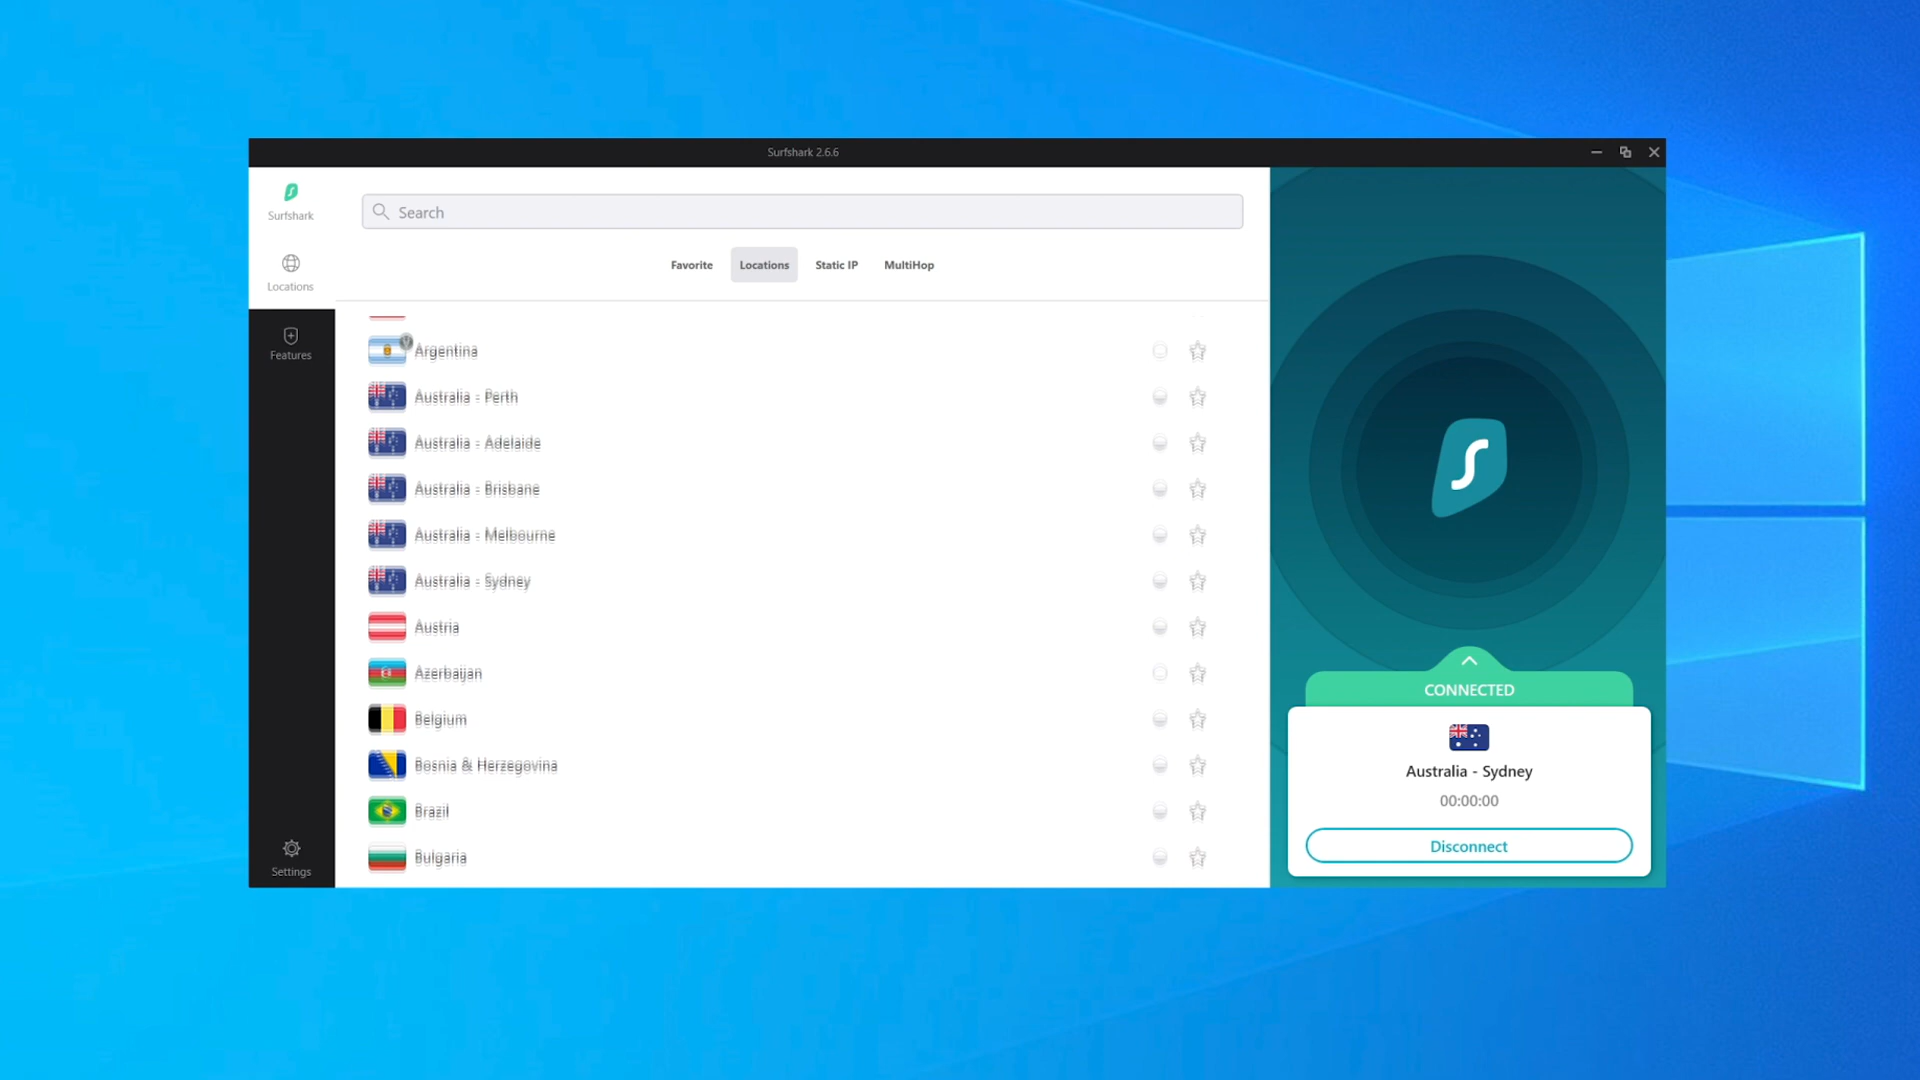 Surfshark 2.6.6
Surfshark
Search
Locations
Favorite Locations Static IP MultiHop
Features
Argentina
Australia - Perth
Australia - Adelaide
Australia - Brisbane
Australia - Melbourne
Australia - Sydney
Austria
Azerbaijan
Belgium
Bosnia & Herzegovina
Brazil
Bulgaria
Settings
CONNECTED
Australia - Sydney
00:00:00
Disconnect